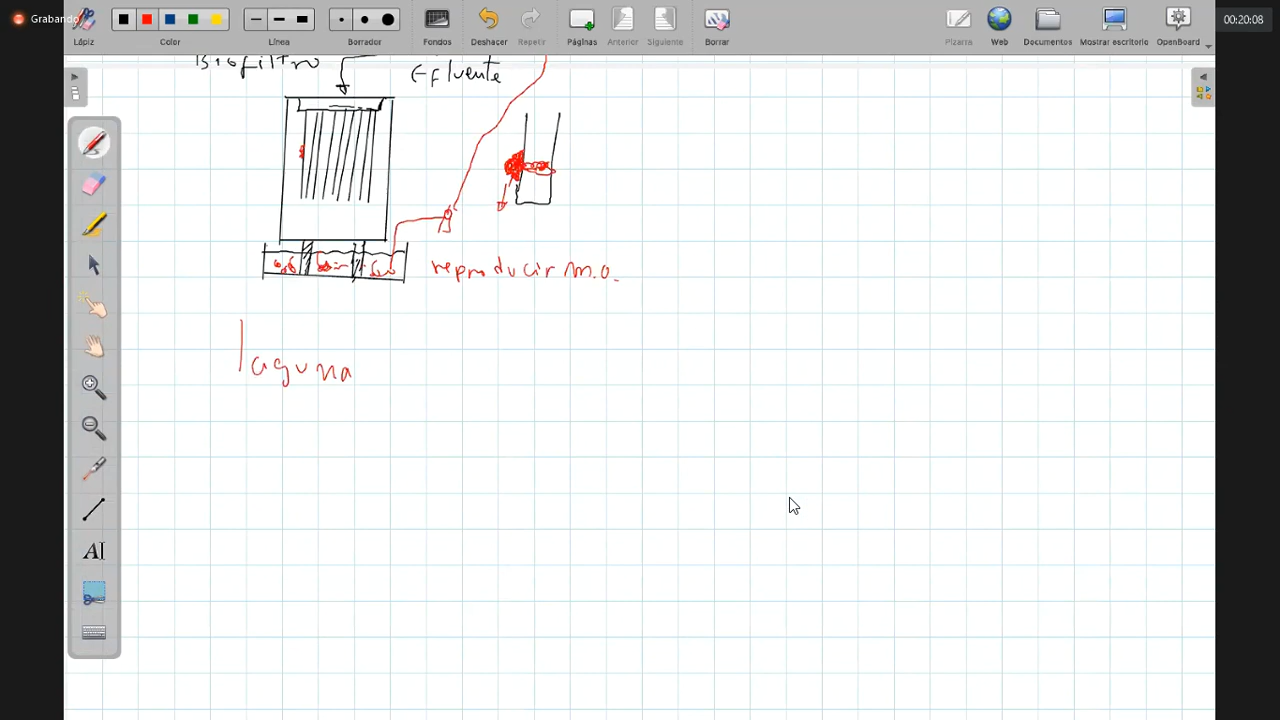 Grabando
00:20:08
Lápiz Color Línea Borrador Fondos Deshacer Repetir Páginas Anterior Siguiente Borrar Pizarra Web Documentos Mostrar escritorio OpenBoard
Biofiltro
Efluente
reproducir m.o.
laguna
AI